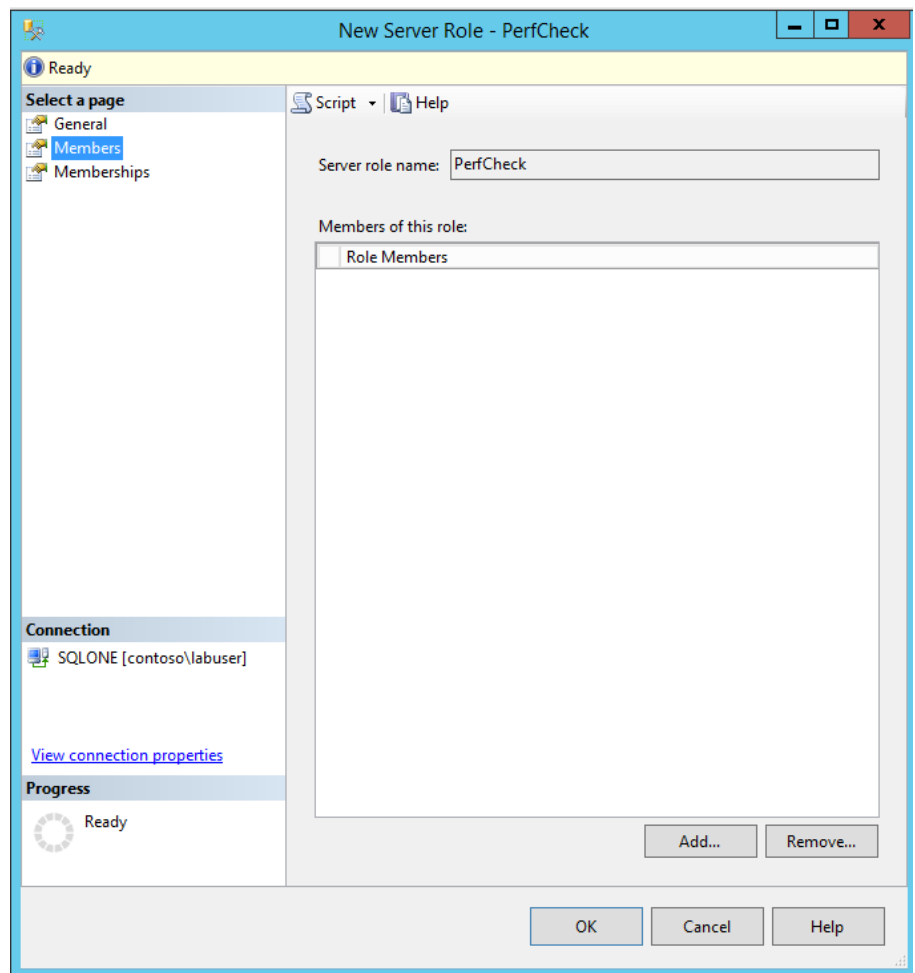 New Server Role - PerfCheck
Ready
Select a page
General
Members
Memberships
Script
Help
Server role name: PerfCheck
Members of this role:
Role Members
Connection
SQLONE [contoso\labuser]
View connection properties
Progress
Ready
Add...
Remove...
OK
Cancel
Help